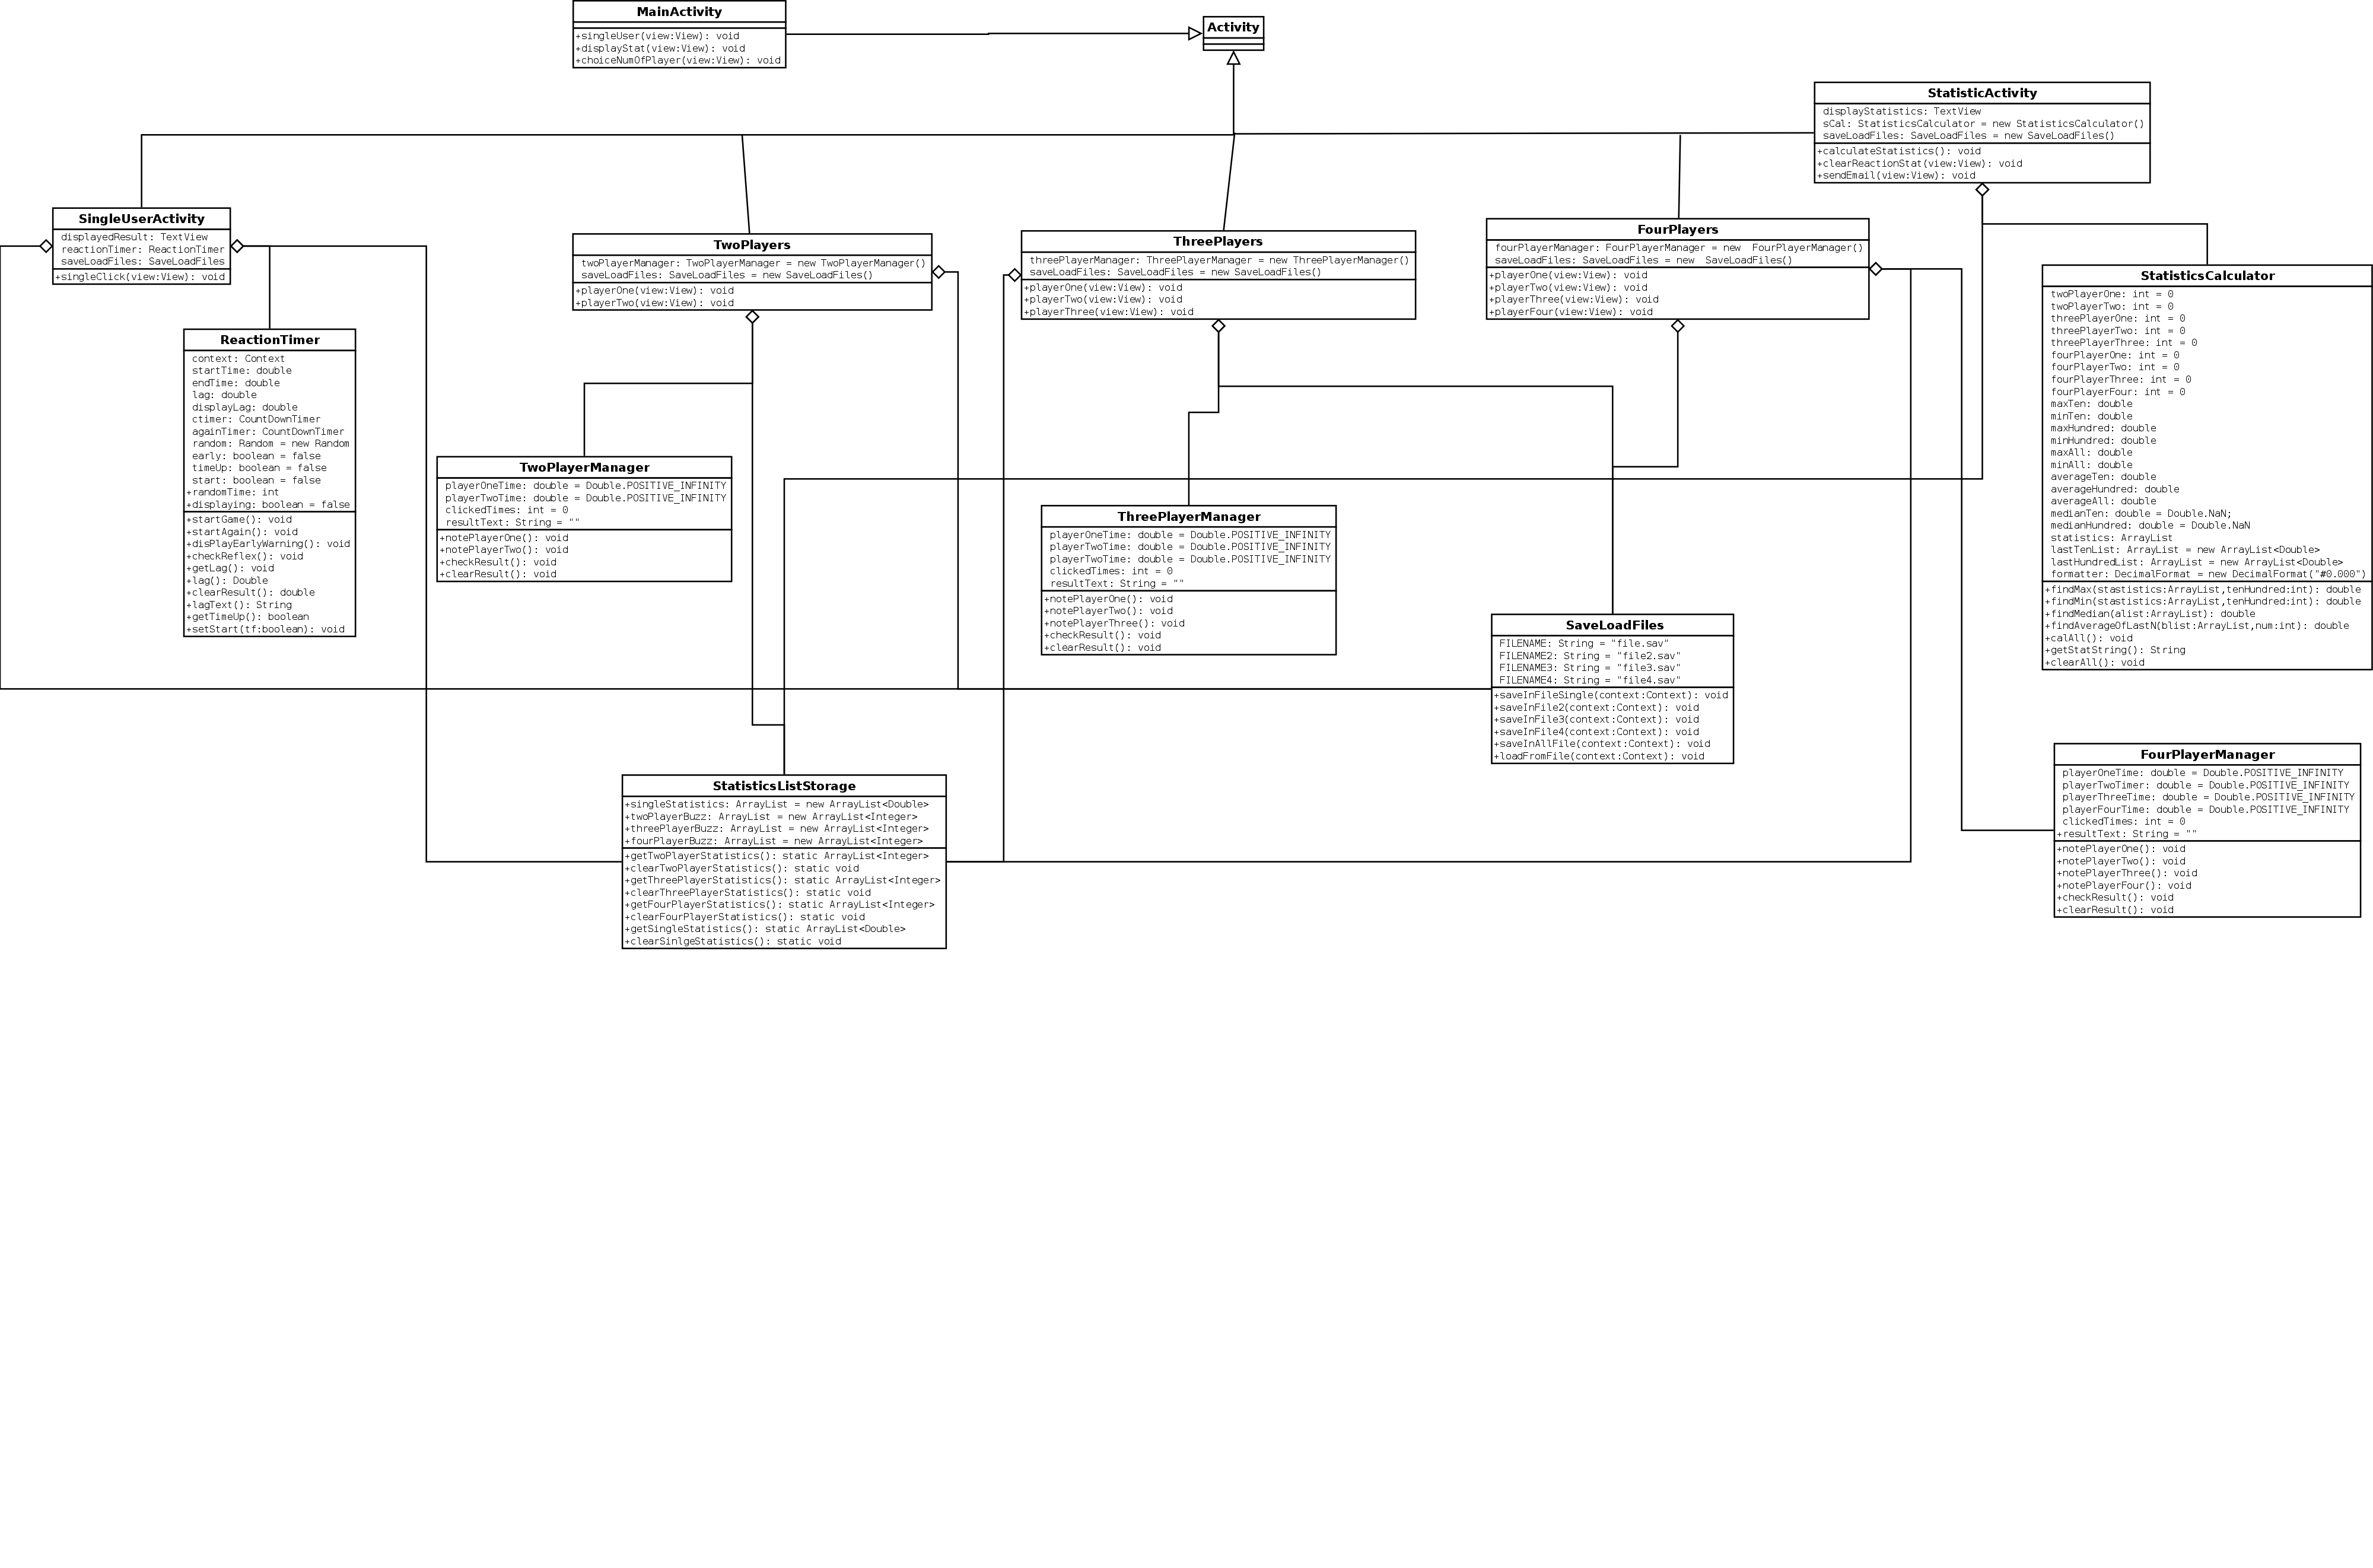 MainActivity
+singleUser(view:View): void
+displayStat(view:View): void
+choiceNumOfPlayer(view:View): void
Activity
StatisticActivity
displayStatistics: TextView
sCal: StatisticsCalculator = new StatisticsCalculator()
saveLoadFiles: SaveLoadFiles = new SaveLoadFiles()
+calculateStatistics(): void
+clearReactionStat(view:View): void
+sendEmail(view:View): void
SingleUserActivity
displayedResult: TextView
reactionTimer: ReactionTimer
saveLoadFiles: SaveLoadFiles
+singleClick(view:View): void
TwoPlayers
twoPlayerManager: TwoPlayerManager = new TwoPlayerManager()
saveLoadFiles: SaveLoadFiles = new SaveLoadFiles()
+playerOne(view:View): void
+playerTwo(view:View): void
ThreePlayers
threePlayerManager: ThreePlayerManager = new ThreePlayerManager()
saveLoadFiles: SaveLoadFiles = new SaveLoadFiles()
+playerOne(view:View): void
+playerTwo(view:View): void
+playerThree(view:View): void
FourPlayers
fourPlayerManager: FourPlayerManager = new  FourPlayerManager()
saveLoadFiles: SaveLoadFiles = new  SaveLoadFiles()
+playerOne(view:View): void
+playerTwo(view:View): void
+playerThree(view:View): void
+playerFour(view:View): void
StatisticsCalculator
twoPlayerOne: int = 0
twoPlayerTwo: int = 0
threePlayerOne: int = 0
threePlayerTwo: int = 0
threePlayerThree: int = 0
fourPlayerOne: int = 0
fourPlayerTwo: int = 0
fourPlayerThree: int = 0
fourPlayerFour: int = 0
maxTen: double
minTen: double
maxHundred: double
minHundred: double
maxAll: double
minAll: double
averageTen: double
averageHundred: double
averageAll: double
medianTen: double = Double.NaN;
medianHundred: double = Double.NaN
statistics: ArrayList
lastTenList: ArrayList = new ArrayList<Double>
lastHundredList: ArrayList = new ArrayList<Double>
formatter: DecimalFormat = new DecimalFormat("#0.000")
+findMax(stastistics:ArrayList,tenHundred:int): double
+findMin(stastistics:ArrayList,tenHundred:int): double
+findMedian(alist:ArrayList): double
+findAverageOfLastN(blist:ArrayList,num:int): double
+calAll(): void
+getStatString(): String
+clearAll(): void
ReactionTimer
context: Context
startTime: double
endTime: double
lag: double
displayLag: double
ctimer: CountDownTimer
againTimer: CountDownTimer
random: Random = new Random
early: boolean = false
timeUp: boolean = false
start: boolean = false
+randomTime: int
+displaying: boolean = false
+startGame(): void
+startAgain(): void
+disPlayEarlyWarning(): void
+checkReflex(): void
+getLag(): void
+lag(): Double
+clearResult(): double
+lagText(): String
+getTimeUp(): boolean
+setStart(tf:boolean): void
TwoPlayerManager
playerOneTime: double = Double.POSITIVE_INFINITY
playerTwoTime: double = Double.POSITIVE_INFINITY
clickedTimes: int = 0
resultText: String = ""
+notePlayerOne(): void
+notePlayerTwo(): void
+checkResult(): void
+clearResult(): void
ThreePlayerManager
playerOneTime: double = Double.POSITIVE_INFINITY
playerTwoTime: double = Double.POSITIVE_INFINITY
playerTwoTime: double = Double.POSITIVE_INFINITY
clickedTimes: int = 0
resultText: String = ""
+notePlayerOne(): void
+notePlayerTwo(): void
+notePlayerThree(): void
+checkResult(): void
+clearResult(): void
SaveLoadFiles
FILENAME: String = "file.sav"
FILENAME2: String = "file2.sav"
FILENAME3: String = "file3.sav"
FILENAME4: String = "file4.sav"
+saveInFileSingle(context:Context): void
+saveInFile2(context:Context): void
+saveInFile3(context:Context): void
+saveInFile4(context:Context): void
+saveInAllFile(context:Context): void
+loadFromFile(context:Context): void
StatisticsListStorage
+singleStatistics: ArrayList = new ArrayList<Double>
+twoPlayerBuzz: ArrayList = new ArrayList<Integer>
+threePlayerBuzz: ArrayList = new ArrayList<Integer>
+fourPlayerBuzz: ArrayList = new ArrayList<Integer>
+getTwoPlayerStatistics(): static ArrayList<Integer>
+clearTwoPlayerStatistics(): static void
+getThreePlayerStatistics(): static ArrayList<Integer>
+clearThreePlayerStatistics(): static void
+getFourPlayerStatistics(): static ArrayList<Integer>
+clearFourPlayerStatistics(): static void
+getSingleStatistics(): static ArrayList<Double>
+clearSinlgeStatistics(): static void
FourPlayerManager
playerOneTime: double = Double.POSITIVE_INFINITY
playerTwoTimer: double = Double.POSITIVE_INFINITY
playerThreeTime: double = Double.POSITIVE_INFINITY
playerFourTime: double = Double.POSITIVE_INFINITY
clickedTimes: int = 0
+resultText: String = ""
+notePlayerOne(): void
+notePlayerTwo(): void
+notePlayerThree(): void
+notePlayerFour(): void
+checkResult(): void
+clearResult(): void